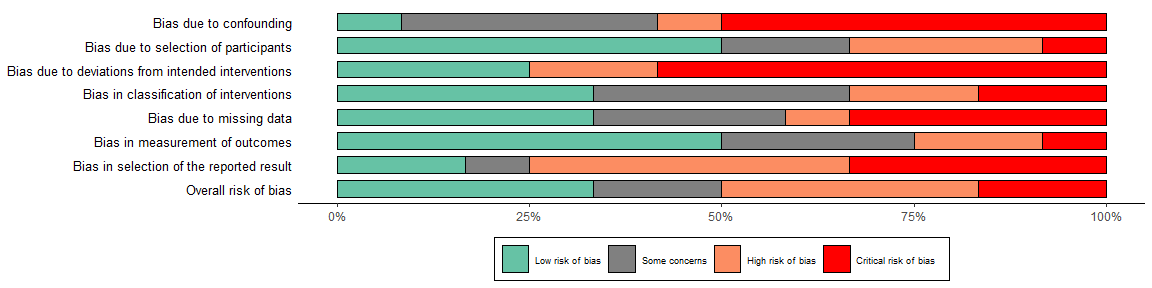 Bias due to confounding
Bias due to selection of participants
Bias due to deviations from intended interventions
Bias in classification of interventions
Bias due to missing data
Bias in measurement of outcomes
Bias in selection of the reported result
Overall risk of bias
0% 25% 50% 75% 100%
Low risk of bias Some concerns High risk of bias Critical risk of bias